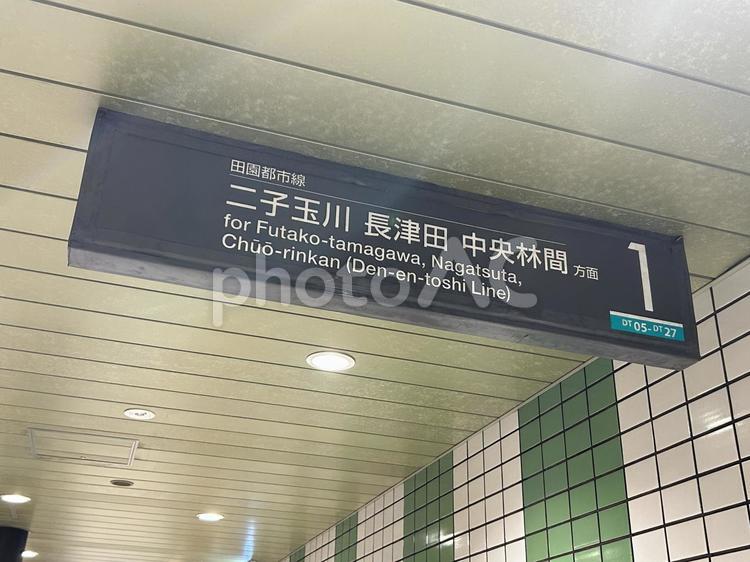 田園都市線
二子玉川 長津田 中央林間 方面
for Futako-tamagawa, Nagatsuta,
Chūō-rinkan (Den-en-toshi Line)
1
DT 05 - DT 27
photoAC